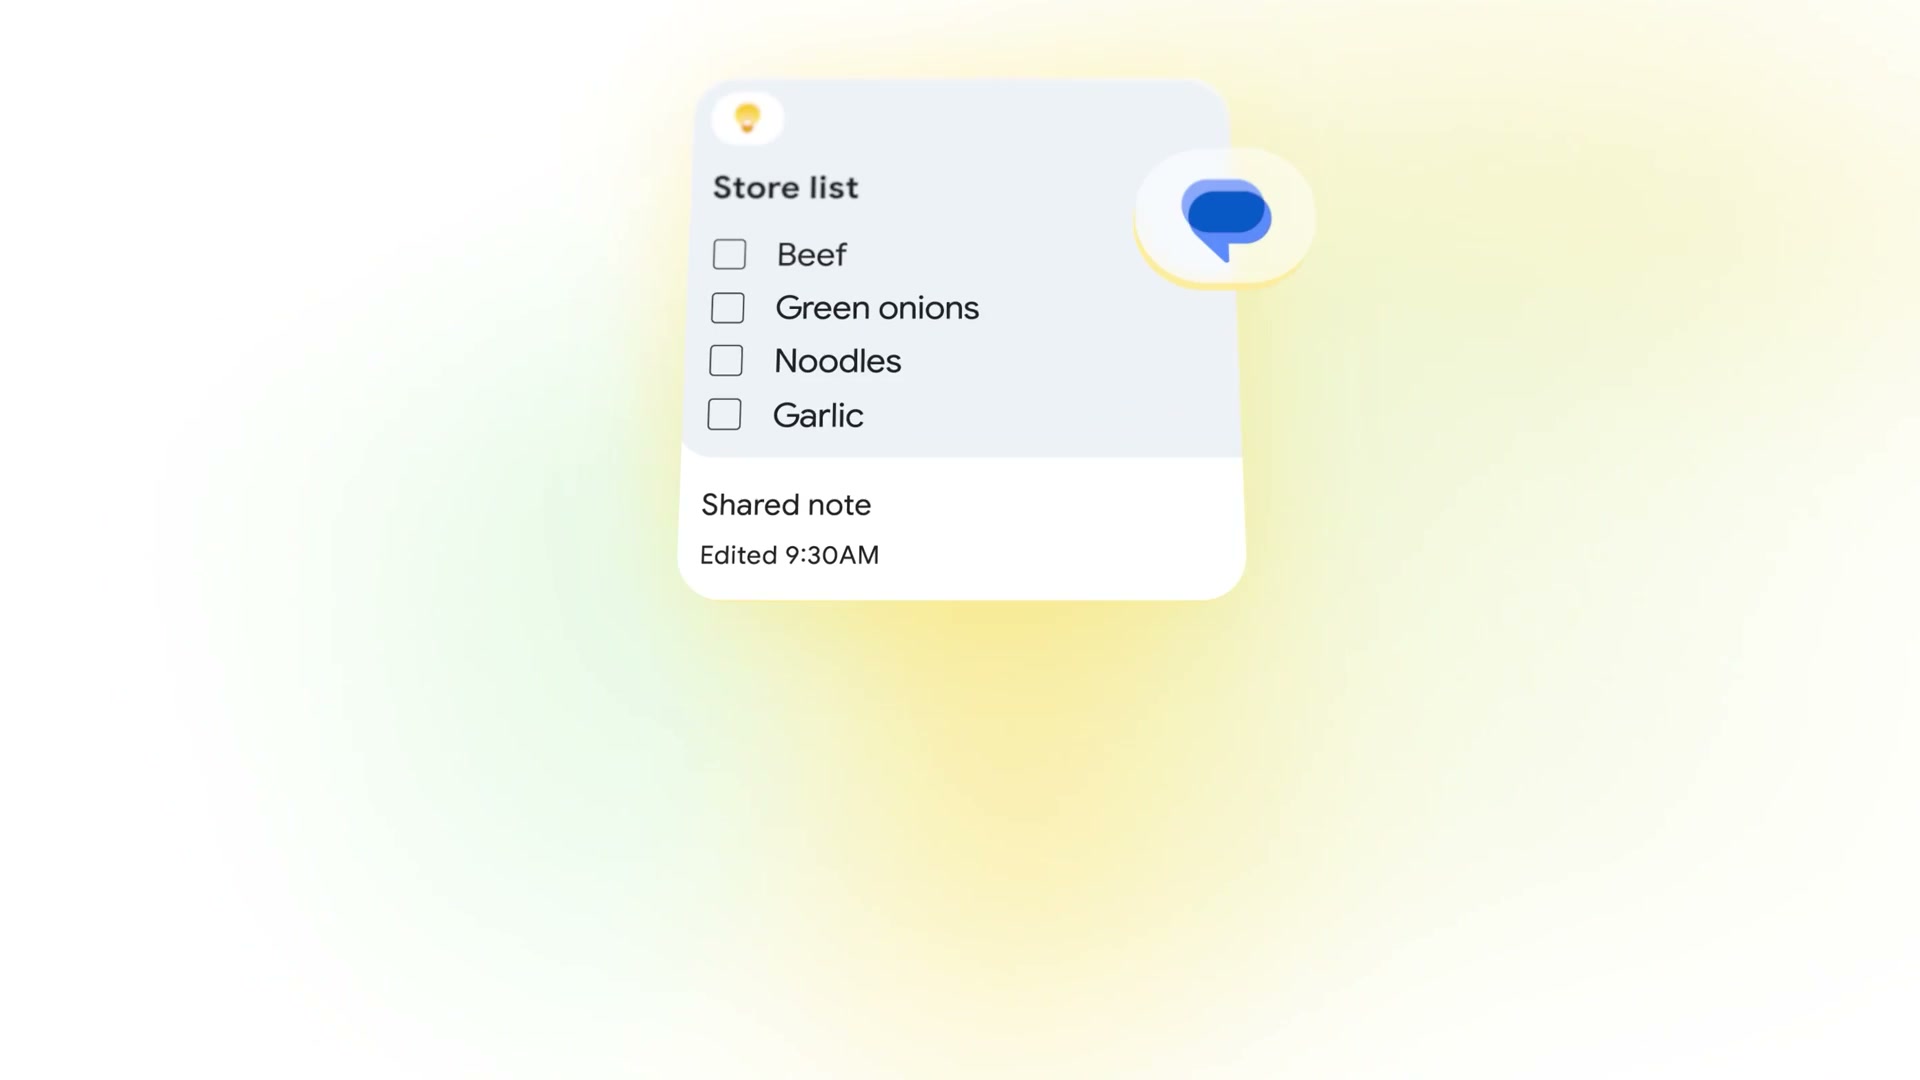 Store list
Beef
Green onions
Noodles
Garlic
Shared note
Edited 9:30AM